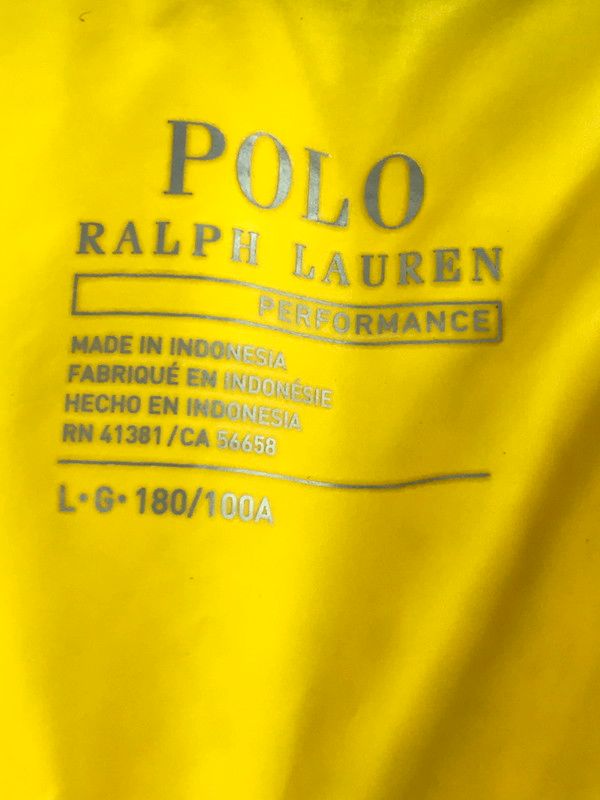 POLO
RALPH LAUREN
PERFORMANCE
MADE IN INDONESIA
FABRIQUÉ EN INDONÉSIE
HECHO EN INDONESIA
RN 41381/CA 56658
L•G•180/100A